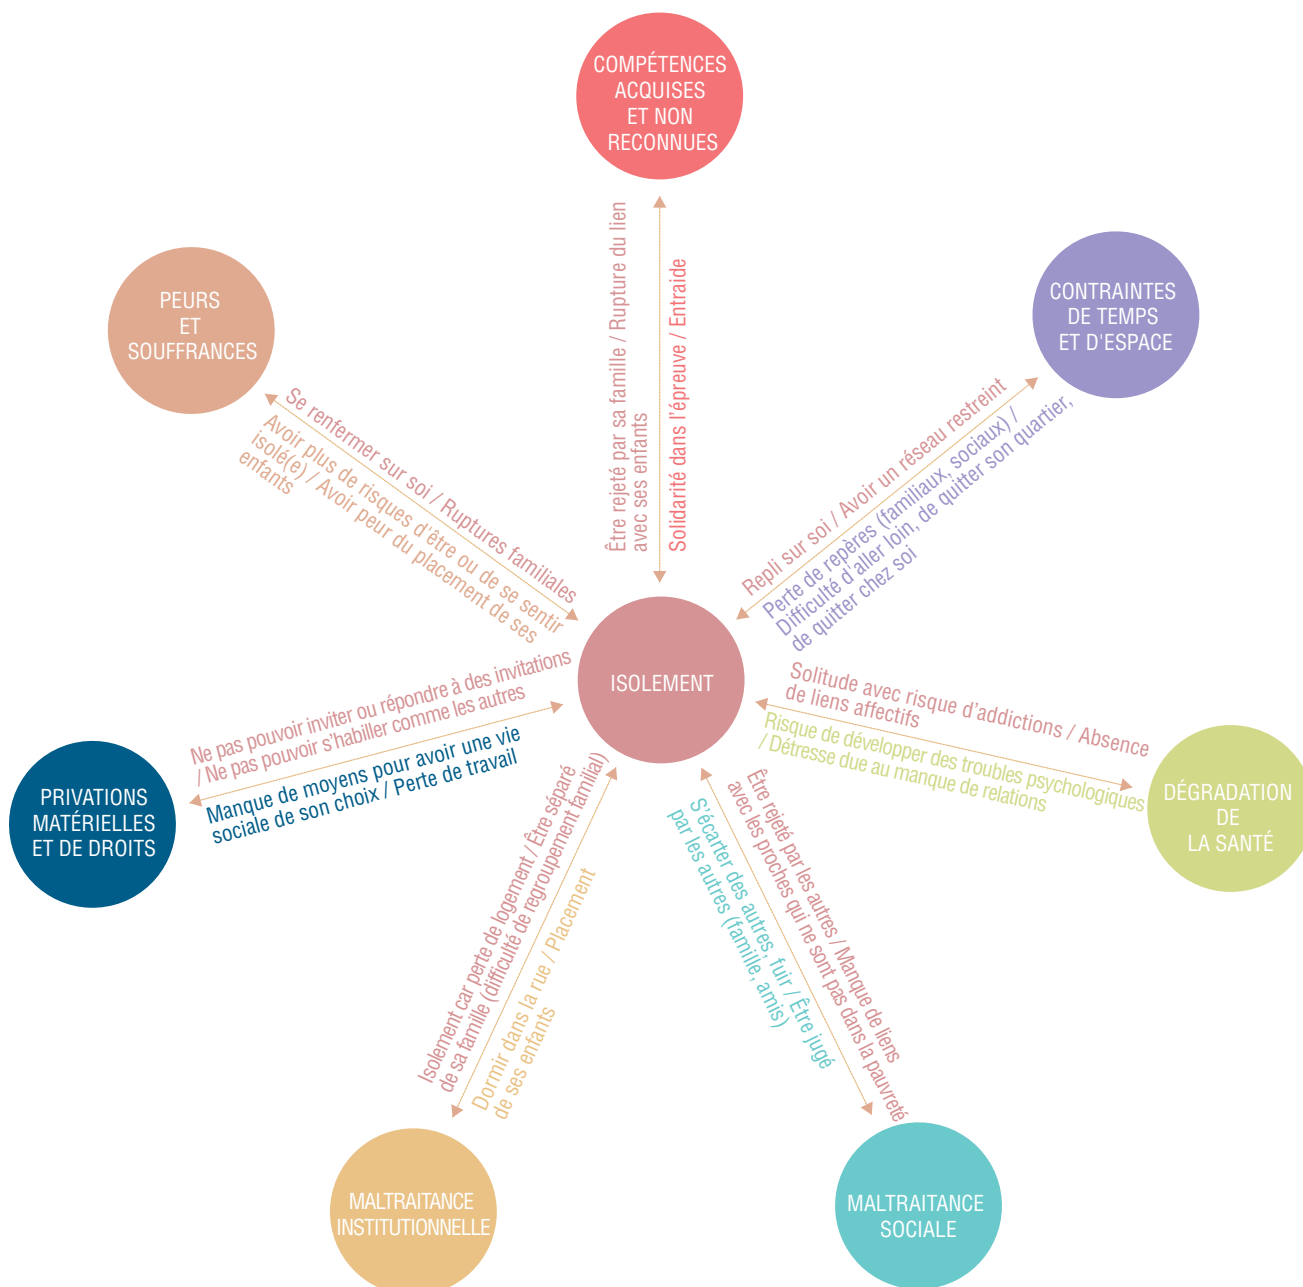 COMPÉTENCES
ACQUISES
ET NON
RECONNUES
Être rejeté par sa famille / Rupture du lien
avec ses enfants
Solidarité dans l'épreuve / Entraide
PEURS
ET
SOUFFRANCES
Se renfermer sur soi / Ruptures familiales
Avoir plus de risques d'être ou de se sentir
isolé(e) / Avoir peur du placement de ses
enfants
CONTRAINTES
DE TEMPS
ET D'ESPACE
Repli sur soi / Avoir un réseau restreint
Perte de repères (familiaux, sociaux) /
Difficulté d'aller loin, de quitter son quartier,
de quitter chez soi
ISOLEMENT
Ne pas pouvoir inviter ou répondre à des invitations
/ Ne pas pouvoir s'habiller comme les autres
Manque de moyens pour avoir une vie
sociale de son choix / Perte de travail
PRIVATIONS
MATÉRIELLES
ET DE DROITS
Solitude avec risque d'addictions / Absence
de liens affectifs
Risque de développer des troubles psychologiques
/ Détresse due au manque de relations
DÉGRADATION
DE
LA SANTÉ
Isolement car perte de logement / Être séparé
de sa famille (difficulté de regroupement familial)
Dormir dans la rue / Placement
de ses enfants
MALTRAITANCE
INSTITUTIONNELLE
Être rejeté par les autres / Manque de liens
avec les proches qui ne sont pas dans la pauvreté
S'écarter des autres, fuir / Être jugé
par les autres (famille, amis)
MALTRAITANCE
SOCIALE